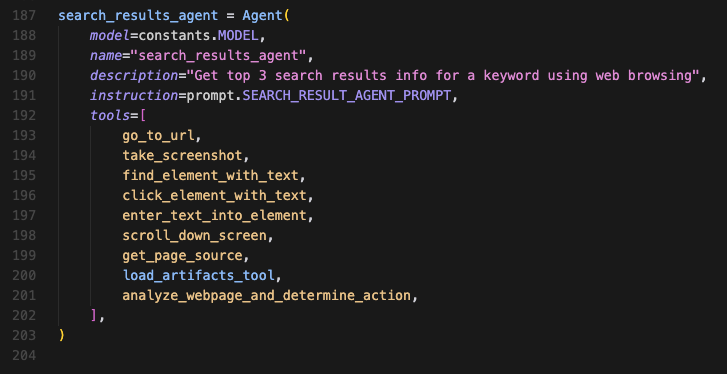 187 search_results_agent = Agent(
188     model=constants.MODEL,
189     name="search_results_agent",
190     description="Get top 3 search results info for a keyword using web browsing",
191     instruction=prompt.SEARCH_RESULT_AGENT_PROMPT,
192     tools=[
193         go_to_url,
194         take_screenshot,
195         find_element_with_text,
196         click_element_with_text,
197         enter_text_into_element,
198         scroll_down_screen,
199         get_page_source,
200         load_artifacts_tool,
201         analyze_webpage_and_determine_action,
202     ],
203 )
204